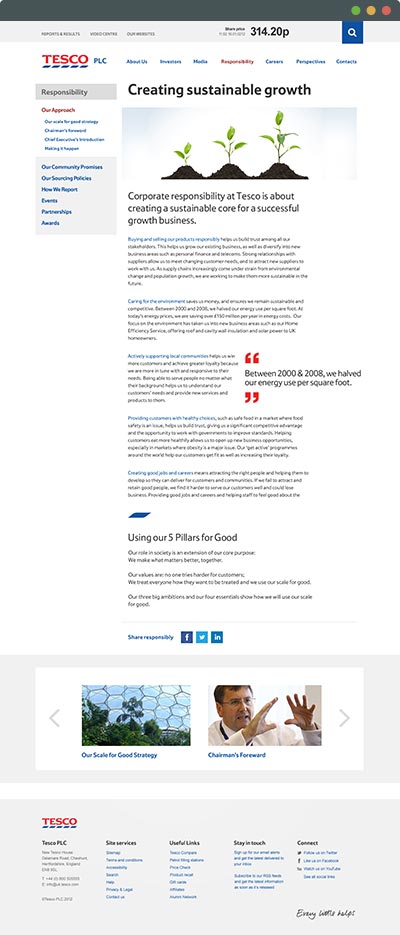 REPORTS & RESULTS
VIDEO CENTRE
OUR WEBSITES
Share price
314.20p
TESCO PLC
About Us
Investors
Media
Responsibility
Careers
Perspectives
Contacts
Responsibility
Our Approach
Our scale for good strategy
Chairman's foreword
Chief Executive's Introduction
Making it happen
Our Community Promises
Our Sourcing Policies
How We Report
Events
Partnerships
Awards
Creating sustainable growth
Corporate responsibility at Tesco is about
creating a sustainable core for a successful
growth business.
Buying and selling our products responsibly helps us build trust among all our
stakeholders. This helps us grow our existing business, as well as diversify into new
business areas such as personal finance and telecoms. Strong relationships with
suppliers allow us to meet changing customer needs, and to attract new suppliers to
work with us. As supply chains increasingly come under strain from environmental
change and population growth, we are working to make them more sustainable in the
future.
Caring for the environment saves us money, and ensures we remain sustainable and
competitive. Between 2000 and 2008, we halved our energy use per square foot. At
today's energy prices, we are saving over £150 million per year in energy costs. Our
focus on the environment has taken us into new business areas such as our Home
Efficiency Service, offering roof and cavity wall insulation and solar power to UK
homeowners.
Actively supporting local communities helps us win
more customers and achieve greater loyalty because
we are more in tune with and responsive to their
needs. Being able to serve people no matter what
their background helps us to understand our
customers' needs and provide new services and
products to them.
“
Between 2000 & 2008, we halved
our energy use per square foot.
”
Providing customers with healthy choices, such as safe food in a market where food
safety is an issue, helps us build trust, giving us a significant competitive advantage
and the opportunity to work with governments to improve standards. Helping
customers eat more healthily allows us to open up new business opportunities,
especially in markets where obesity is a major issue. Our 'get active' programmes
around the world help our customers get fit as well as increasing their loyalty.
Creating good jobs and careers means attracting the right people and helping them to
develop so they can deliver for customers and communities. If we fail to attract and
retain good people, we find it harder to serve our customers well and could lose
business. Providing good jobs and careers and helping staff to feel good about the
Using our 5 Pillars for Good
Our role in society is an extension of our core purpose:
We make what matters better, together.
Our values are: no one tries harder for customers;
We treat everyone how they want to be treated and we use our scale for good.
Our three big ambitions and our four essentials show how we will use our scale
for good.
Share responsibly
Our Scale for Good Strategy
Chairman's Foreward
TESCO
Tesco PLC
New Tesco House
Delamare Road, Cheshunt,
Hertfordshire, England
EN8 9SL
©Tesco PLC 2012
Site services
Sitemap
Terms and conditions
Accessibility
Search
Help
Privacy & Legal
Contact us
Useful Links
Tesco Compare
Petrol filling stations
Price Check
Product recall
Gift cards
Affiliates
Alumni Network
Stay in touch
Sign up for our email alerts
and get the latest delivered to
your inbox
Subscribe to our RSS feeds
and get the latest information
as soon as it's released
Connect
Follow us on Twitter
Like us on Facebook
Watch us on YouTube
See all social links
Every little helps